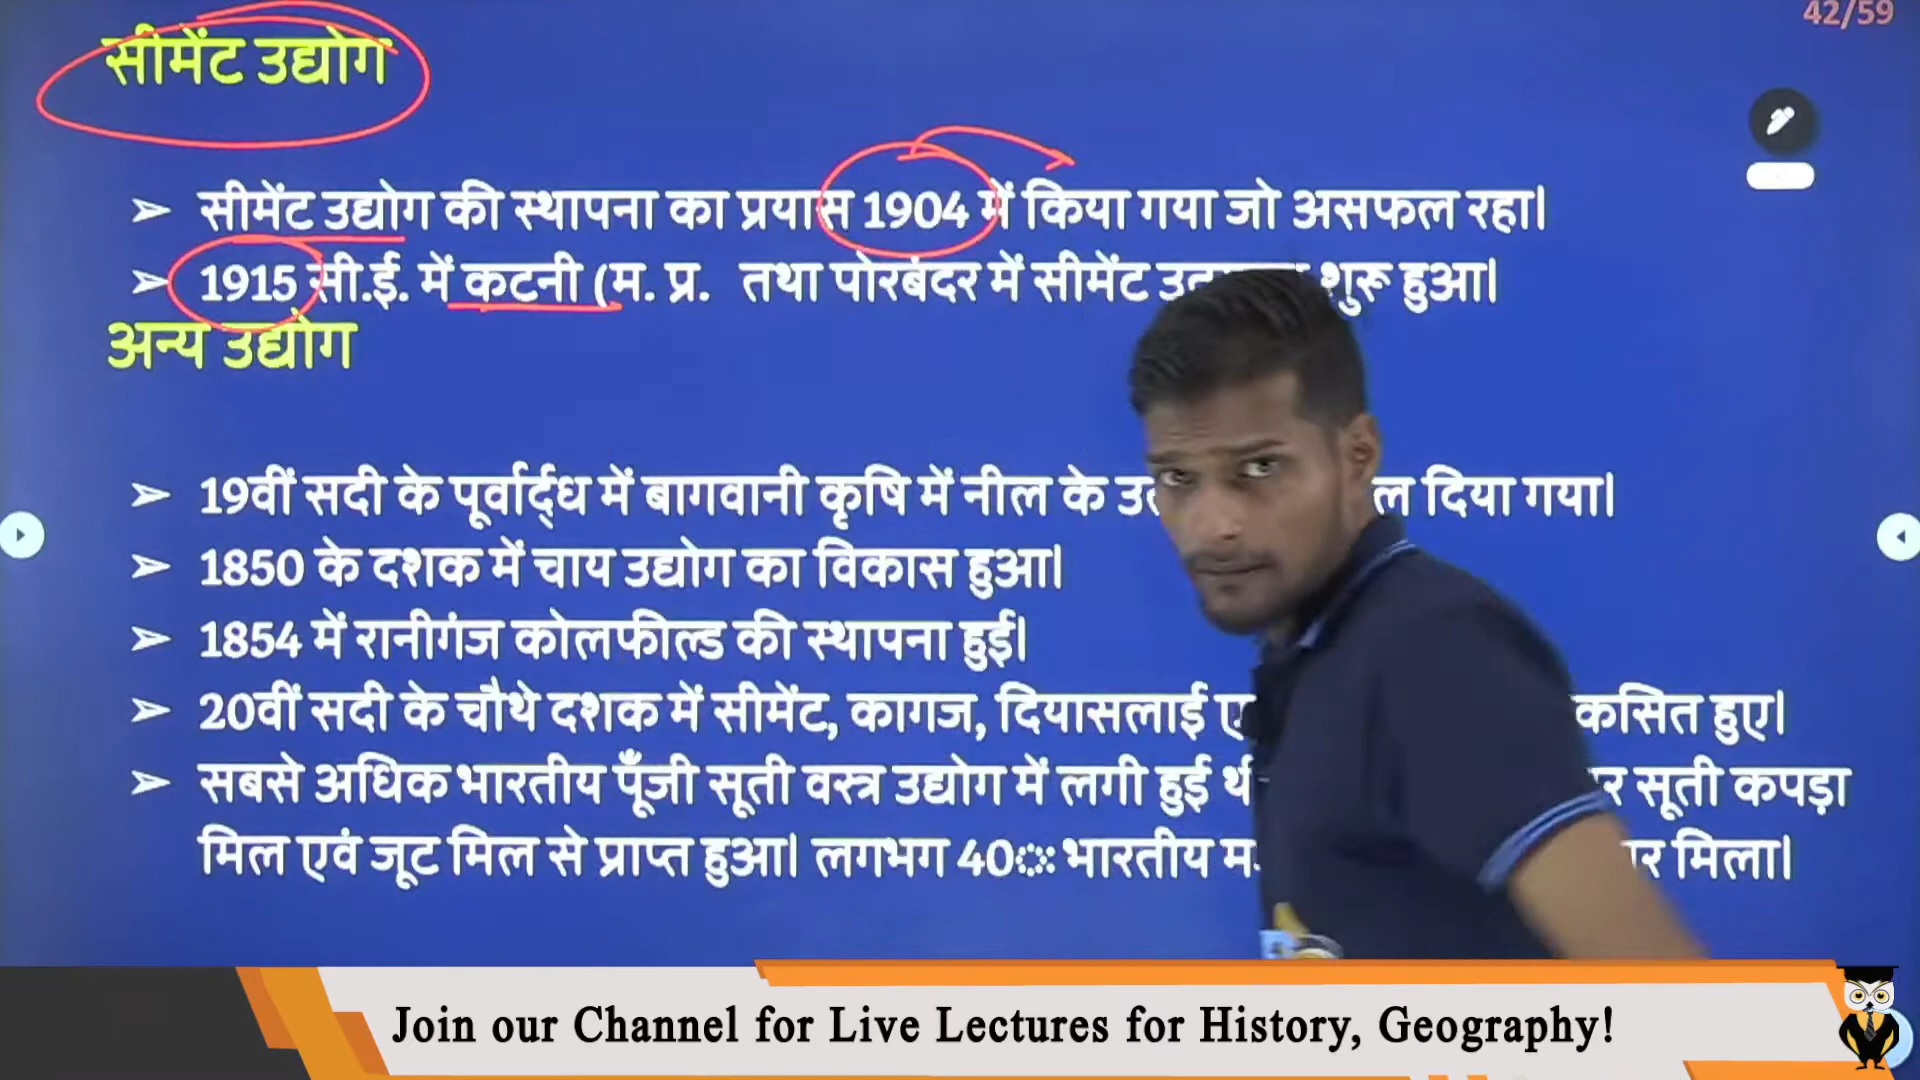 42/59
सीमेंट उद्योग
➢ सीमेंट उद्योग की स्थापना का प्रयास 1904 में किया गया जो असफल रहा।
➢ 1915 सी.ई. में कटनी (म. प्र. तथा पोरबंदर में सीमेंट शुरू हुआ।
अन्य उद्योग
➢ 19वीं सदी के पूर्वार्द्ध में बागवानी कृषि में नील के दिया गया।
➢ 1850 के दशक में चाय उद्योग का विकास हुआ।
➢ 1854 में रानीगंज कोलफील्ड की स्थापना हुई।
➢ 20वीं सदी के चौथे दशक में सीमेंट, कागज, दियासलाई हुए।
➢ सबसे अधिक भारतीय पूँजी सूती वस्त्र उद्योग में लगी हुई सूती कपड़ा
मिल एवं जूट मिल से प्राप्त हुआ। लगभग 40ः भारतीय मिला।
Join our Channel for Live Lectures for History, Geography!